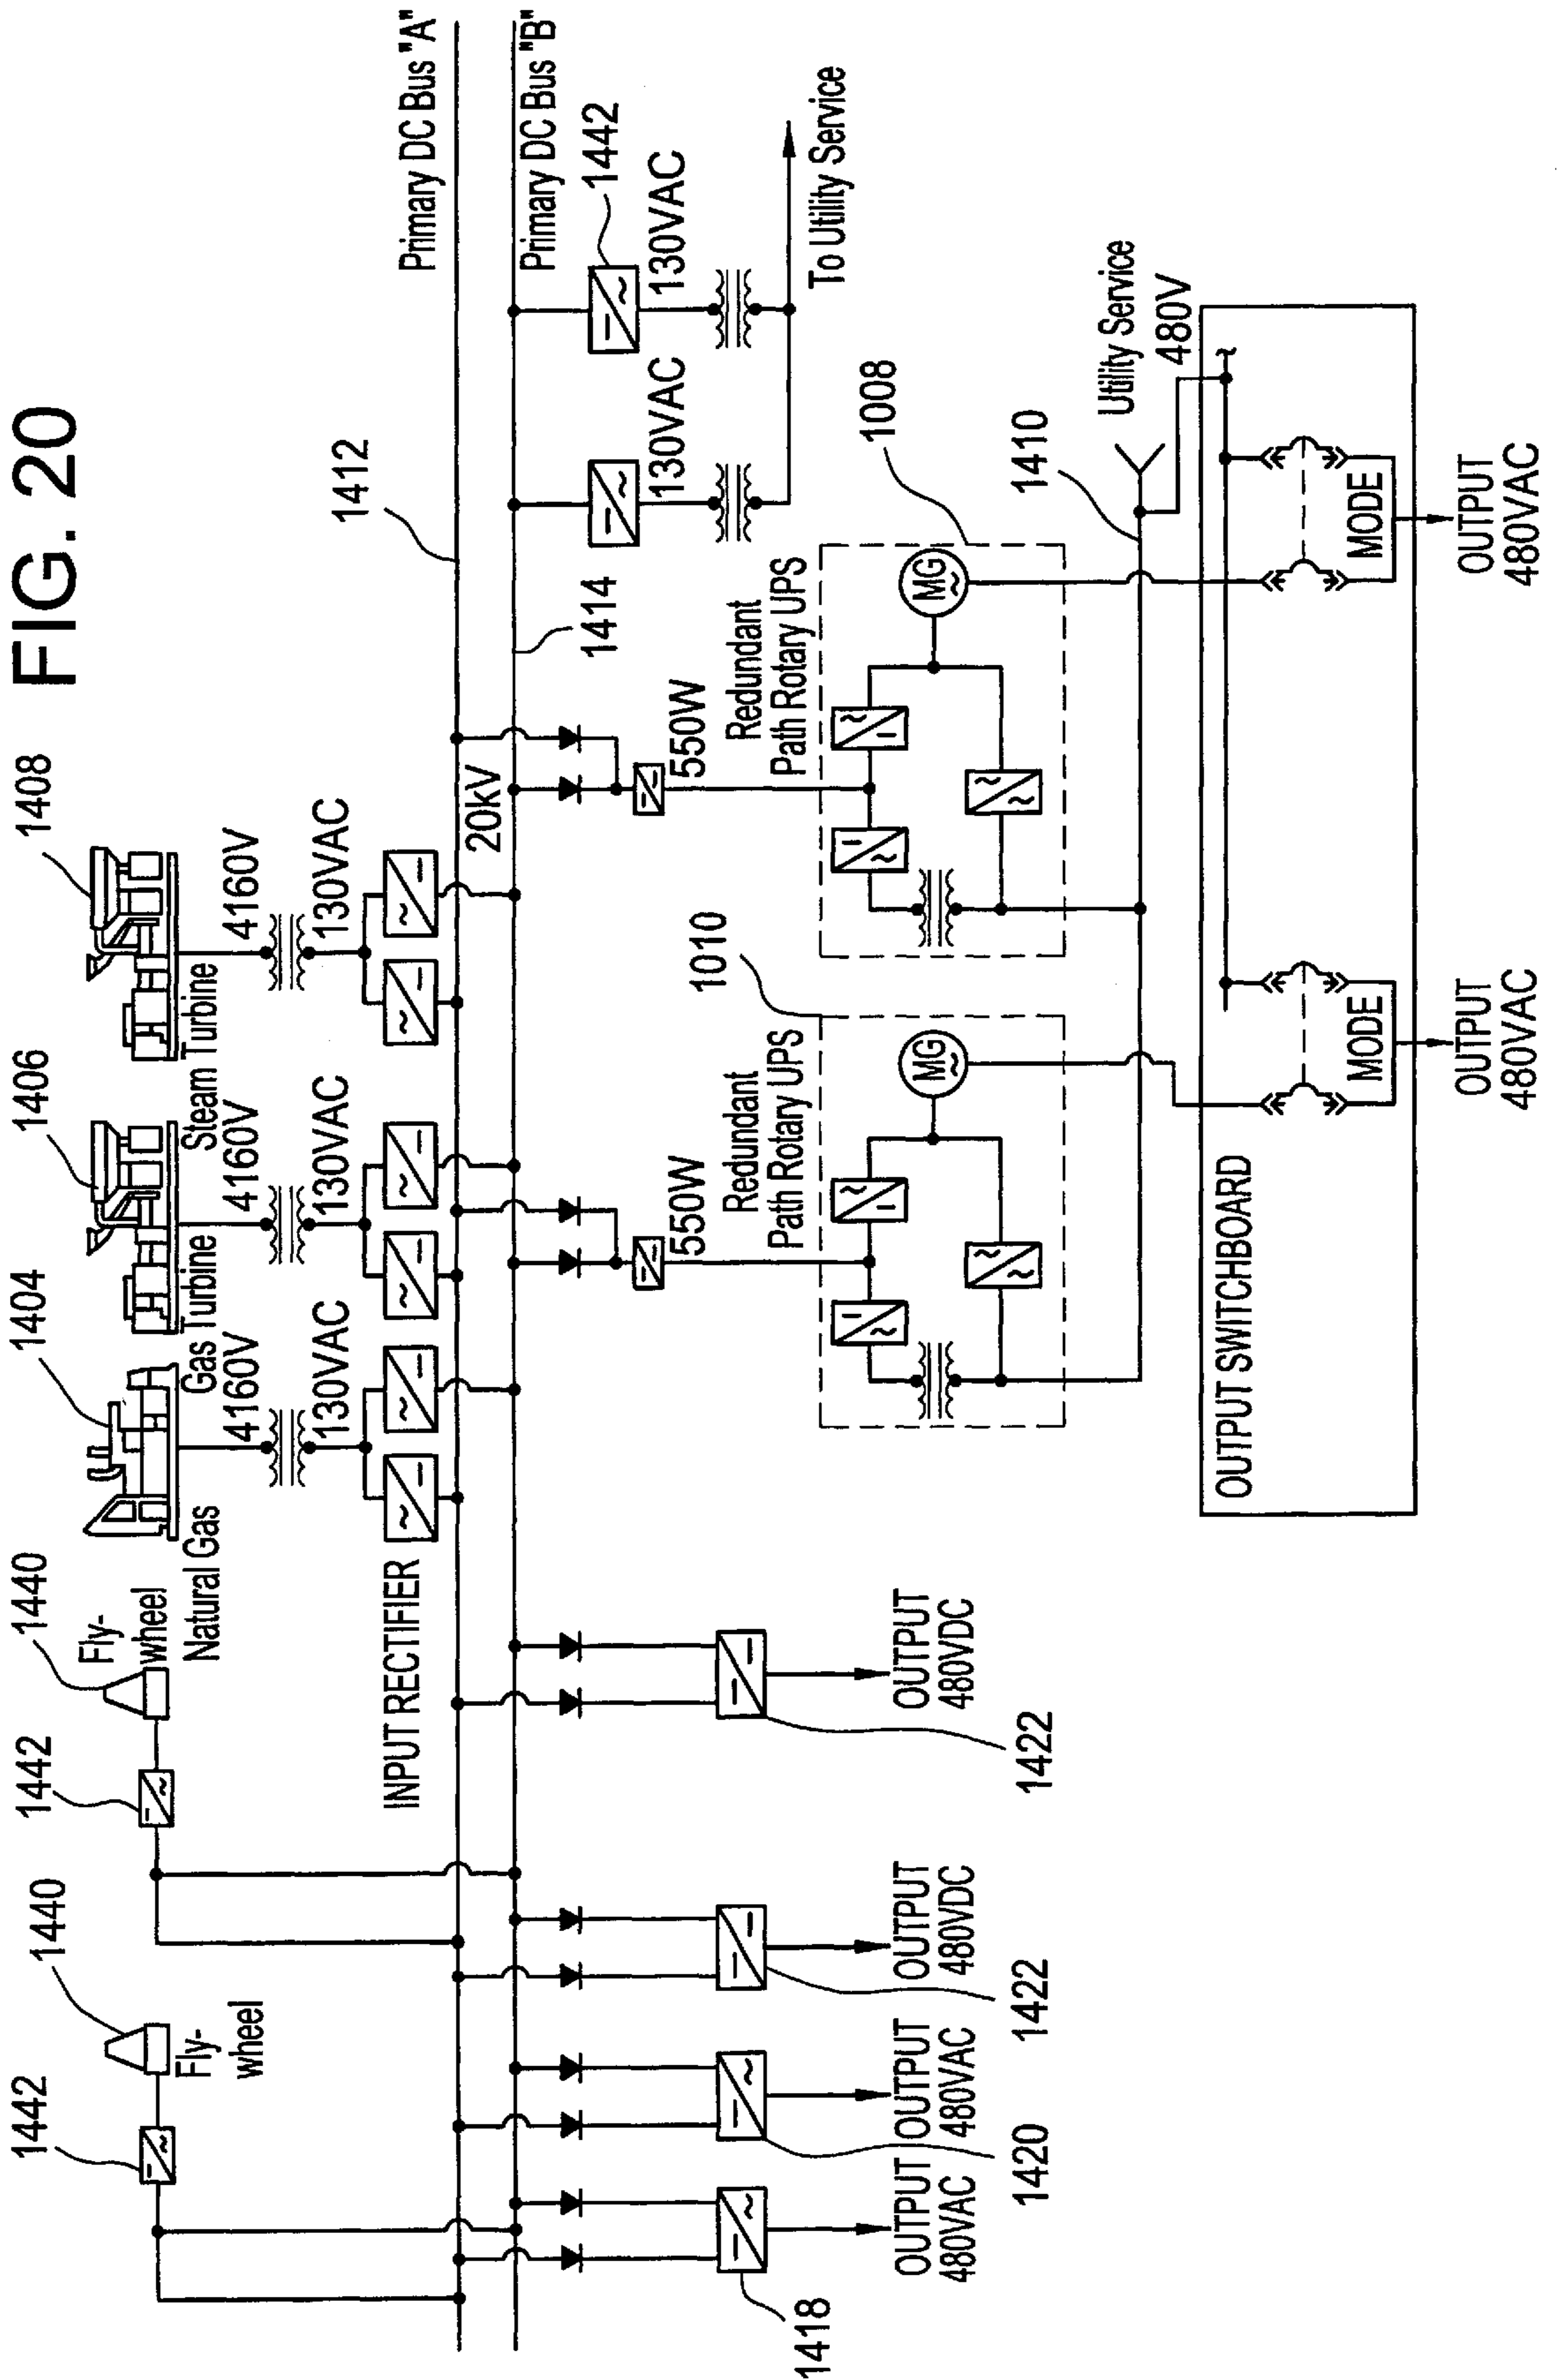 FIG. 20
1442
1440
Fly-
wheel
1442
1440
Fly-
wheel
Natural Gas
1404
Gas Turbine
1406
Steam Turbine
1408
4160V
4160V
4160V
130VAC
130VAC
130VAC
INPUT RECTIFIER
1412
Primary DC Bus "A"
20kV
1414
Primary DC Bus "B"
1442
130VAC
130VAC
To Utility Service
550W
550W
1418
OUTPUT
480VAC
1420
OUTPUT
480VAC
1422
OUTPUT
480VDC
1422
OUTPUT
480VDC
1010
Redundant
Path Rotary UPS
MG
~
1008
Redundant
Path Rotary UPS
MG
~
1410
Utility Service
480V
OUTPUT SWITCHBOARD
MODE
MODE
OUTPUT
480VAC
OUTPUT
480VAC